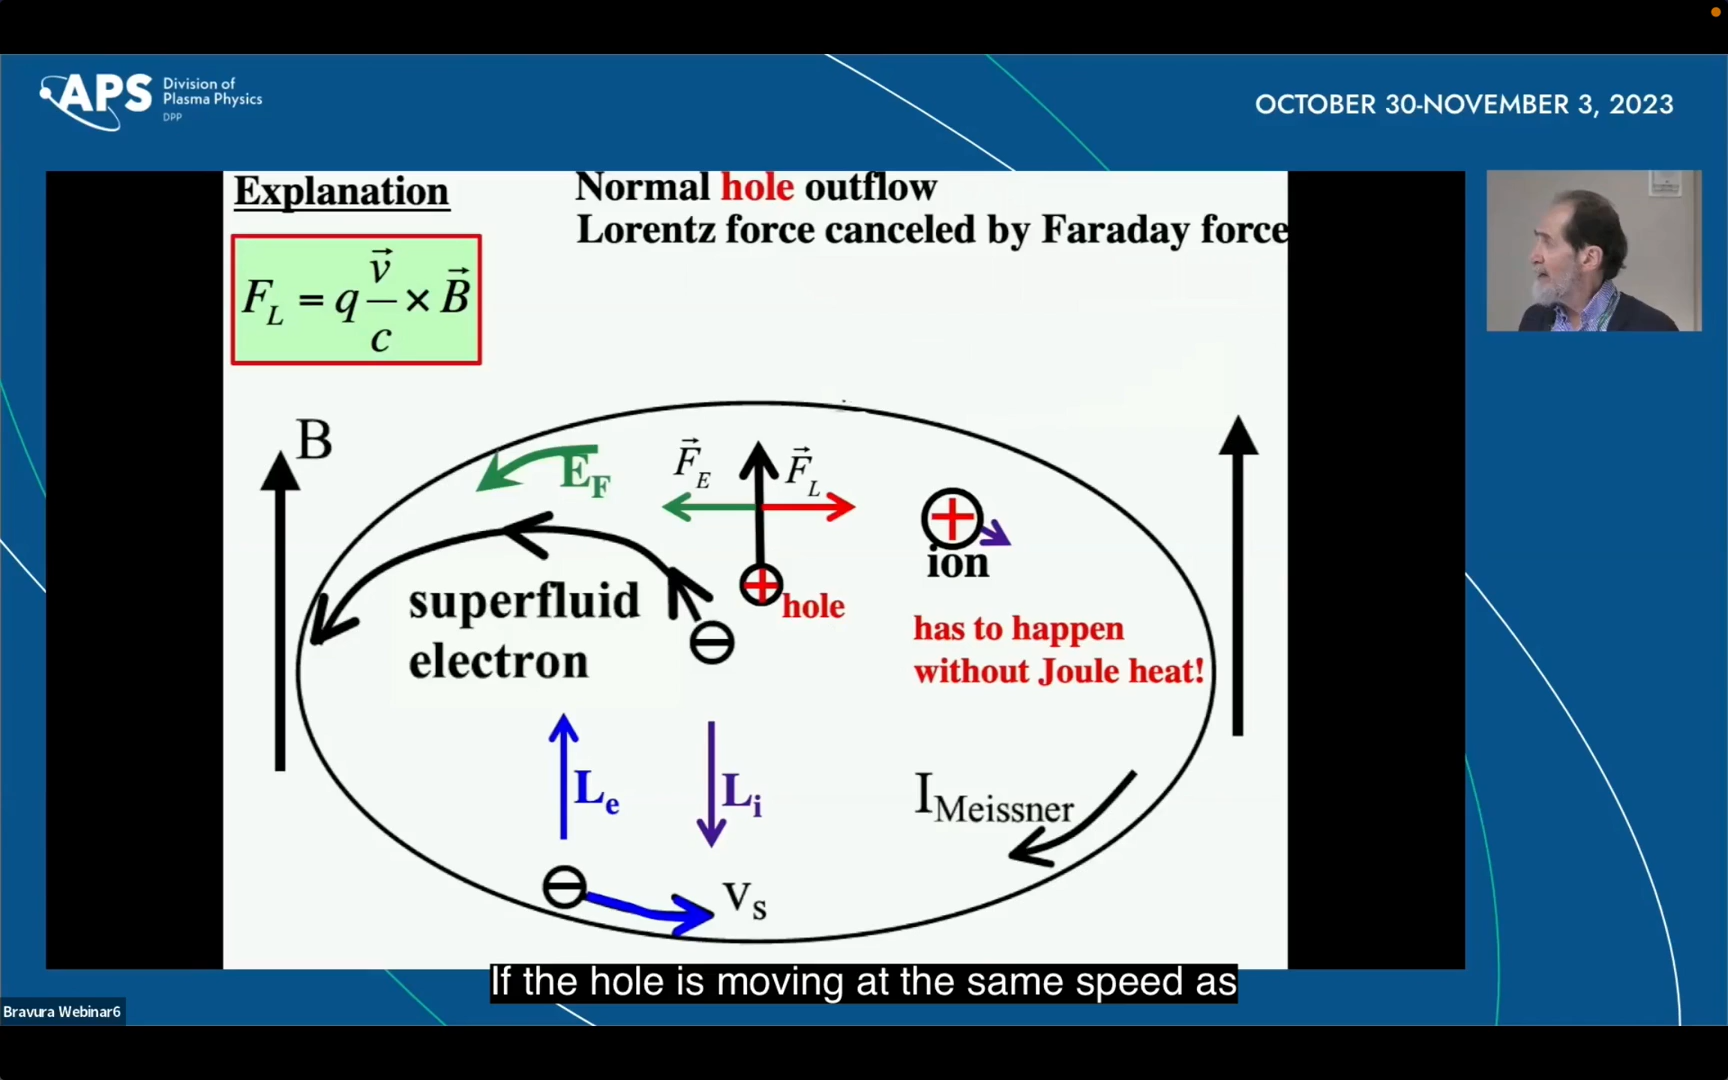 APS Division of
Plasma Physics
DPP
OCTOBER 30-NOVEMBER 3, 2023
Explanation
Normal hole outflow
Lorentz force canceled by Faraday force
F_L = q v⃗/c × B⃗
B
E_F
F⃗_E
F⃗_L
ion
hole
superfluid
electron
has to happen
without Joule heat!
L_e
L_i
I_Meissner
V_s
If the hole is moving at the same speed as
Bravura Webinar6